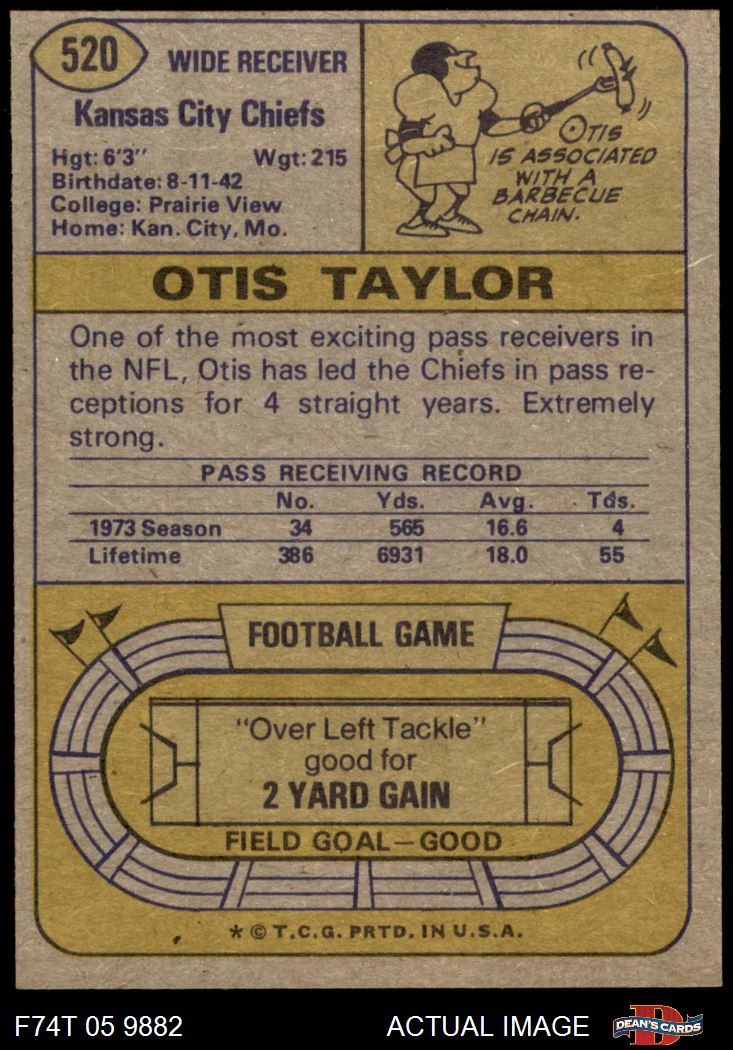 520
WIDE RECEIVER
Kansas City Chiefs
Hgt: 6'3" Wgt: 215
Birthdate: 8-11-42
College: Prairie View
Home: Kan. City, Mo.
OTIS
IS ASSOCIATED
WITH A
BARBECUE
CHAIN.
OTIS TAYLOR
One of the most exciting pass receivers in
the NFL, Otis has led the Chiefs in pass re-
ceptions for 4 straight years. Extremely
strong.
PASS RECEIVING RECORD
No. Yds. Avg. Tds.
1973 Season 34 565 16.6 4
Lifetime 386 6931 18.0 55
FOOTBALL GAME
"Over Left Tackle"
good for
2 YARD GAIN
FIELD GOAL—GOOD
* © T.C.G. PRTD. IN U.S.A.
F74T 05 9882 ACTUAL IMAGE
D
DEAN'S CARDS